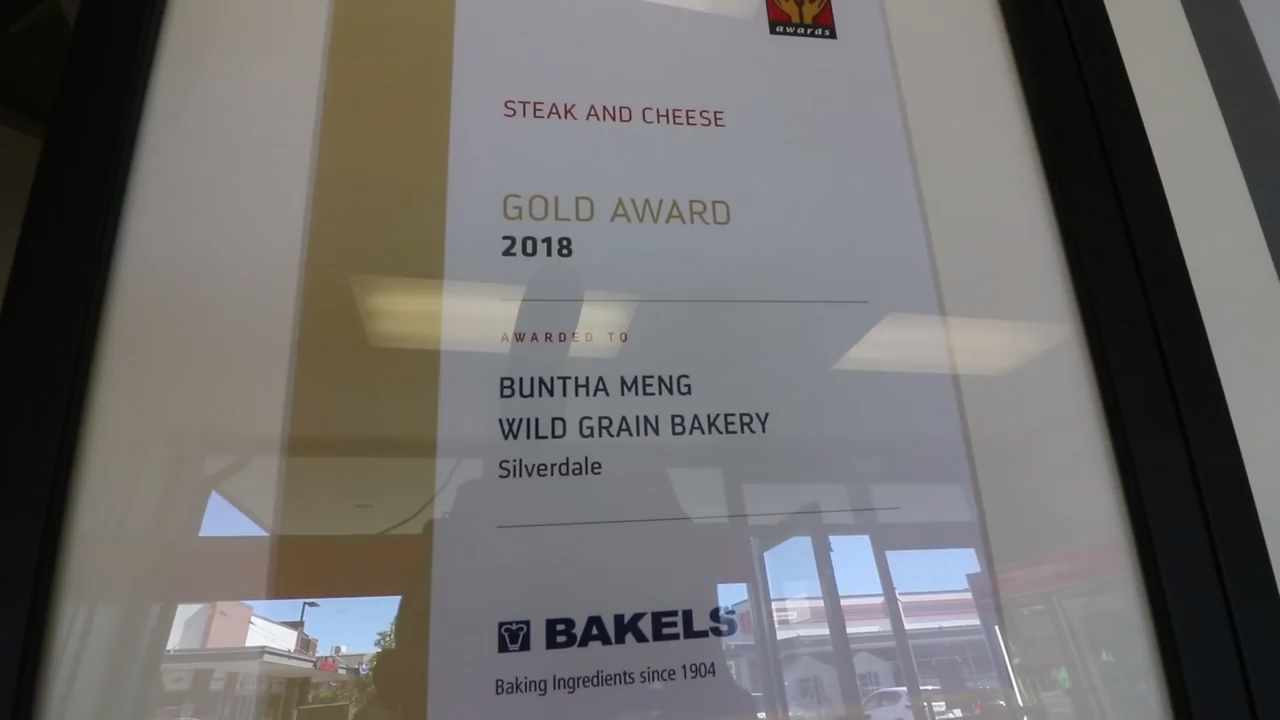 awards
STEAK AND CHEESE
GOLD AWARD
2018
AWARDED TO
BUNTHA MENG
WILD GRAIN BAKERY
Silverdale
BAKELS
Baking Ingredients since 1904